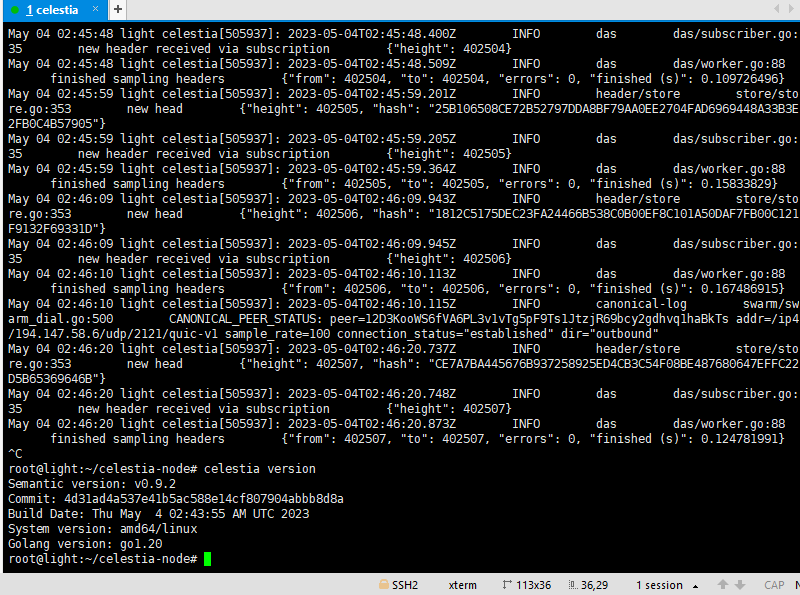 1 celestia × +
May 04 02:45:48 light celestia[505937]: 2023-05-04T02:45:48.400Z INFO das das/subscriber.go:
35 new header received via subscription {"height": 402504}
May 04 02:45:48 light celestia[505937]: 2023-05-04T02:45:48.509Z INFO das das/worker.go:88
finished sampling headers {"from": 402504, "to": 402504, "errors": 0, "finished (s)": 0.109726496}
May 04 02:45:59 light celestia[505937]: 2023-05-04T02:45:59.201Z INFO header/store store/sto
re.go:353 new head {"height": 402505, "hash": "25B106508CE72B52797DDA8BF79AA0EE2704FAD6969448A33B3E
2FB0C4B57905"}
May 04 02:45:59 light celestia[505937]: 2023-05-04T02:45:59.205Z INFO das das/subscriber.go:
35 new header received via subscription {"height": 402505}
May 04 02:45:59 light celestia[505937]: 2023-05-04T02:45:59.364Z INFO das das/worker.go:88
finished sampling headers {"from": 402505, "to": 402505, "errors": 0, "finished (s)": 0.15833829}
May 04 02:46:09 light celestia[505937]: 2023-05-04T02:46:09.943Z INFO header/store store/sto
re.go:353 new head {"height": 402506, "hash": "1812C5175DEC23FA24466B538C0B00EF8C101A50DAF7FB00C121
F9132F69331D"}
May 04 02:46:09 light celestia[505937]: 2023-05-04T02:46:09.945Z INFO das das/subscriber.go:
35 new header received via subscription {"height": 402506}
May 04 02:46:10 light celestia[505937]: 2023-05-04T02:46:10.113Z INFO das das/worker.go:88
finished sampling headers {"from": 402506, "to": 402506, "errors": 0, "finished (s)": 0.167486915}
May 04 02:46:10 light celestia[505937]: 2023-05-04T02:46:10.115Z INFO canonical-log swarm/sw
arm_dial.go:500 CANONICAL_PEER_STATUS: peer=12D3KooWS6fVA6PL3v1vTg5pF9Ts1JtzjR69bcy2gdhvq1haBkTs addr=/ip4
/194.147.58.6/udp/2121/quic-v1 sample_rate=100 connection_status="established" dir="outbound"
May 04 02:46:20 light celestia[505937]: 2023-05-04T02:46:20.737Z INFO header/store store/sto
re.go:353 new head {"height": 402507, "hash": "CE7A7BA445676B937258925ED4CB3C54F08BE487680647EFFC22
D5B65369646B"}
May 04 02:46:20 light celestia[505937]: 2023-05-04T02:46:20.748Z INFO das das/subscriber.go:
35 new header received via subscription {"height": 402507}
May 04 02:46:20 light celestia[505937]: 2023-05-04T02:46:20.873Z INFO das das/worker.go:88
finished sampling headers {"from": 402507, "to": 402507, "errors": 0, "finished (s)": 0.124781991}
^C
root@light:~/celestia-node# celestia version
Semantic version: v0.9.2
Commit: 4d31ad4a537e41b5ac588e14cf807904abbb8d8a
Build Date: Thu May  4 02:43:55 AM UTC 2023
System version: amd64/linux
Golang version: go1.20
root@light:~/celestia-node#
SSH2 xterm 113x36 36,29 1 session CAP N